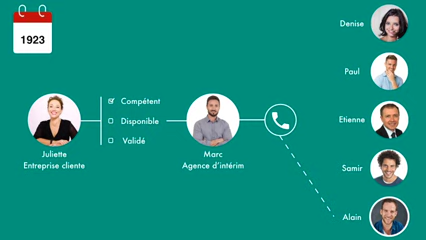 1923
Denise
Paul
Compétent
Etienne
Disponible
Validé
Juliette
Entreprise cliente
Marc
Agence d'intérim
Samir
Alain